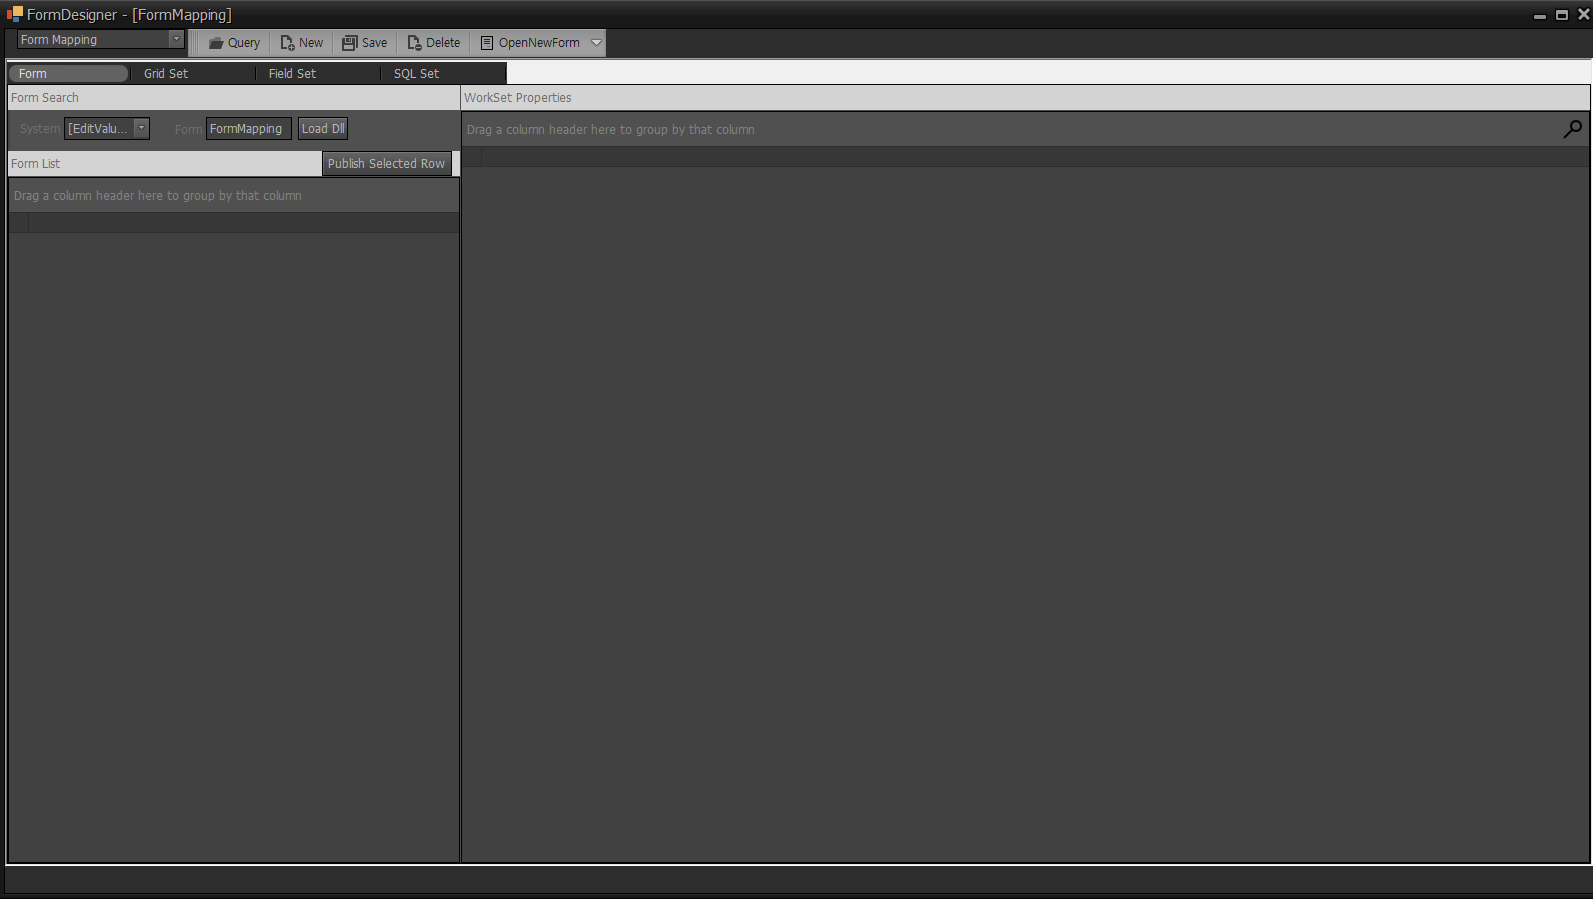 FormDesigner - [FormMapping]
Form Mapping Query New Save Delete OpenNewForm
Form Grid Set Field Set SQL Set
Form Search
System [EditValu... Form FormMapping Load Dll
Form List Publish Selected Row
Drag a column header here to group by that column
WorkSet Properties
Drag a column header here to group by that column